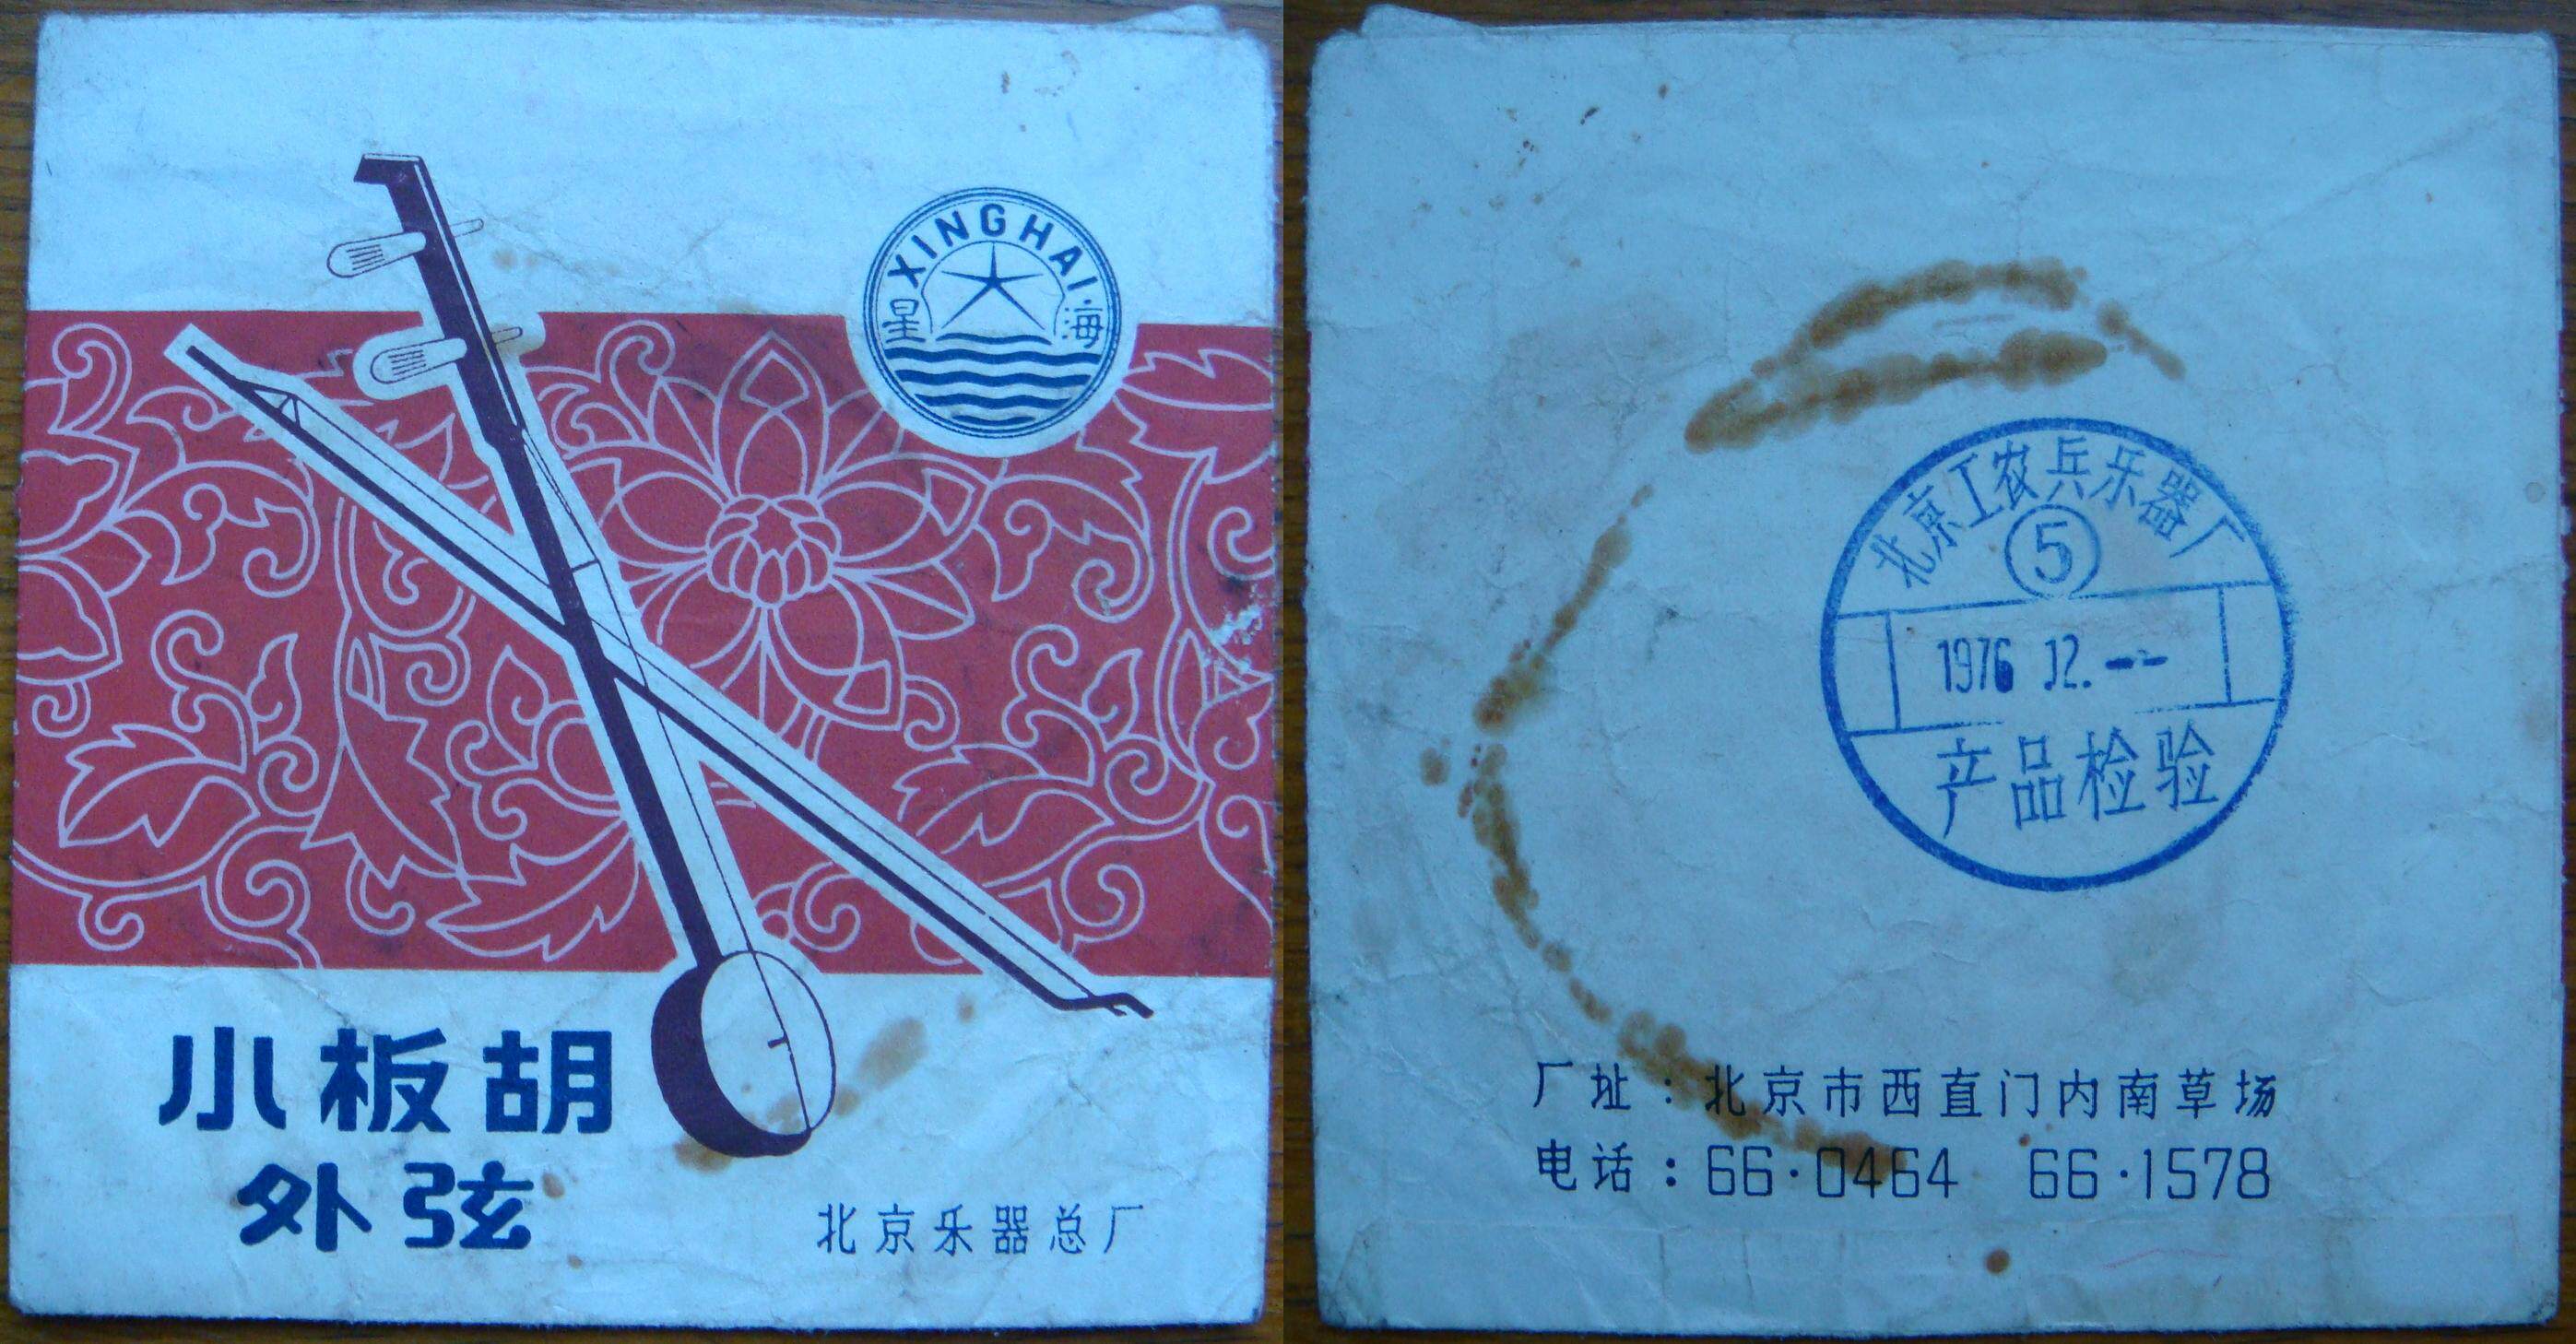 XINGHAI
星海
小板胡
外弦
北京乐器总厂
北京工农兵乐器厂
5
1976 12.--
产品检验
厂址：北京市西直门内南草场
电话：66·0464 66·1578